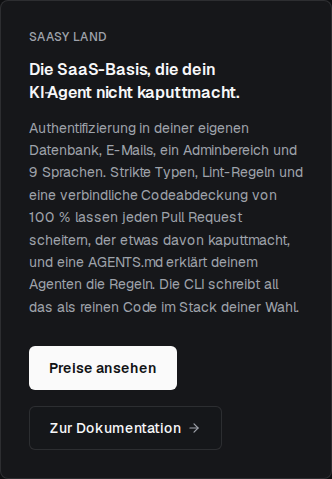 SAASY LAND
Die SaaS-Basis, die dein
KI-Agent nicht kaputtmacht.
Authentifizierung in deiner eigenen
Datenbank, E-Mails, ein Adminbereich und
9 Sprachen. Strikte Typen, Lint-Regeln und
eine verbindliche Codeabdeckung von
100 % lassen jeden Pull Request
scheitern, der etwas davon kaputtmacht,
und eine AGENTS.md erklärt deinem
Agenten die Regeln. Die CLI schreibt all
das als reinen Code im Stack deiner Wahl.
Preise ansehen
Zur Dokumentation →